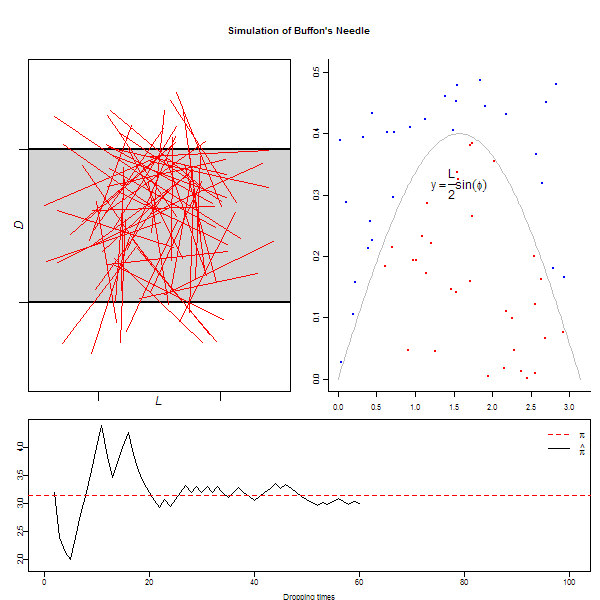 Simulation of Buffon's Needle
D
L
0.0
0.1
0.2
0.3
0.4
0.5
0.0 0.5 1.0 1.5 2.0 2.5 3.0
y = L/2 sin(ϕ)
2.0
2.5
3.0
3.5
4.0
0 20 40 60 80 100
Dropping times
π
π̂